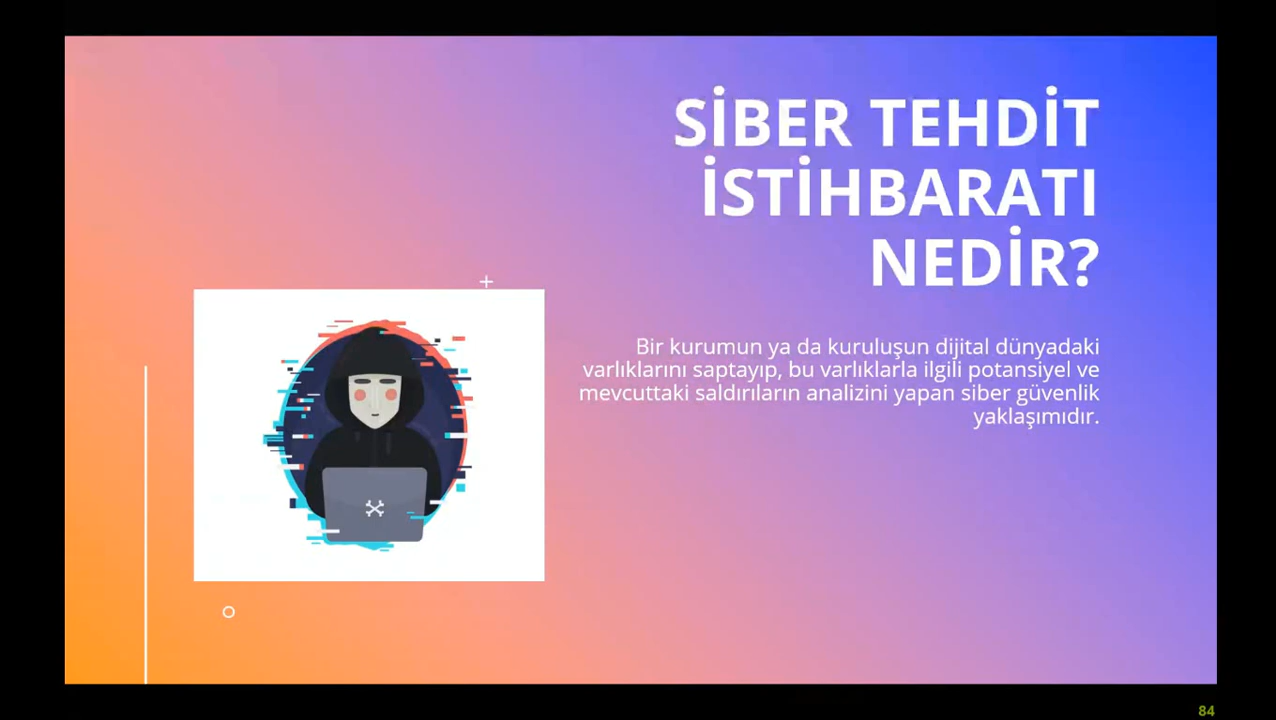 SİBER TEHDİT
İSTİHBARATI
NEDİR?
Bir kurumun ya da kuruluşun dijital dünyadaki
varlıklarını saptayıp, bu varlıklarla ilgili potansiyel ve
mevcuttaki saldırıların analizini yapan siber güvenlik
yaklaşımıdır.
84